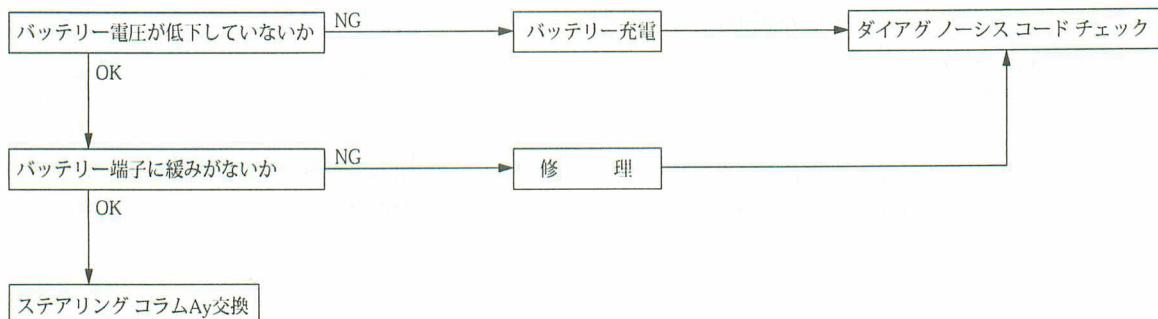 バッテリー電圧が低下していないか
NG
バッテリー充電
ダイアグ ノーシス コード チェック
OK
バッテリー端子に緩みがないか
NG
修 理
OK
ステアリング コラムAy交換